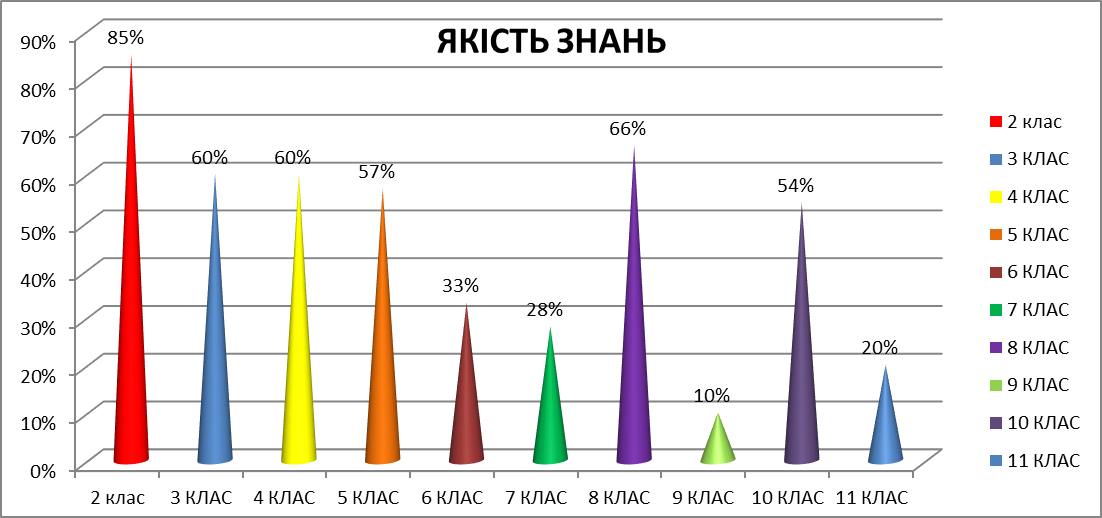 ЯКІСТЬ ЗНАНЬ
90%
80%
70%
60%
50%
40%
30%
20%
10%
0%
85%
60%
60%
57%
33%
28%
66%
10%
54%
20%
2 клас
3 КЛАС
4 КЛАС
5 КЛАС
6 КЛАС
7 КЛАС
8 КЛАС
9 КЛАС
10 КЛАС
11 КЛАС
2 клас
3 КЛАС
4 КЛАС
5 КЛАС
6 КЛАС
7 КЛАС
8 КЛАС
9 КЛАС
10 КЛАС
11 КЛАС